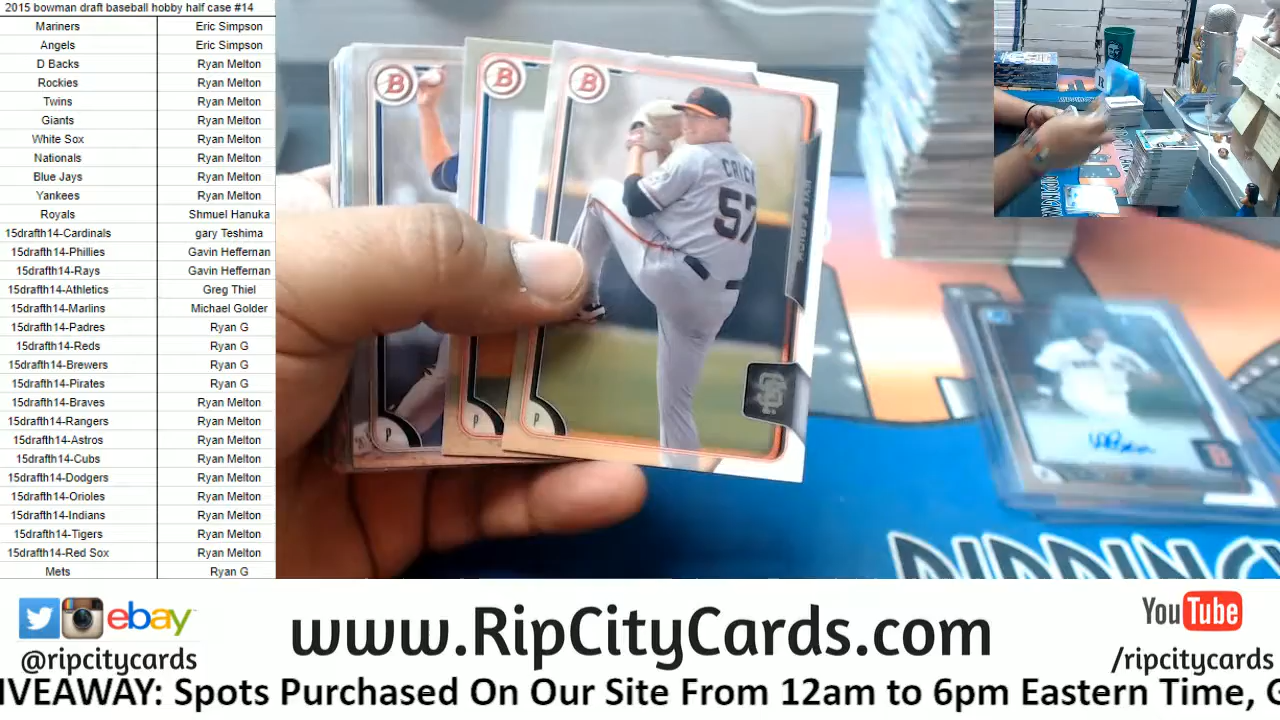 2015 bowman draft baseball hobby half case #14
Mariners Eric Simpson
Angels Eric Simpson
D Backs Ryan Melton
Rockies Ryan Melton
Twins Ryan Melton
Giants Ryan Melton
White Sox Ryan Melton
Nationals Ryan Melton
Blue Jays Ryan Melton
Yankees Ryan Melton
Royals Shmuel Hanuka
15drafth14-Cardinals gary Teshima
15drafth14-Phillies Gavin Heffernan
15drafth14-Rays Gavin Heffernan
15drafth14-Athletics Greg Thiel
15drafth14-Marlins Michael Golder
15drafth14-Padres Ryan G
15drafth14-Reds Ryan G
15drafth14-Brewers Ryan G
15drafth14-Pirates Ryan G
15drafth14-Braves Ryan Melton
15drafth14-Rangers Ryan Melton
15drafth14-Astros Ryan Melton
15drafth14-Cubs Ryan Melton
15drafth14-Dodgers Ryan Melton
15drafth14-Orioles Ryan Melton
15drafth14-Indians Ryan Melton
15drafth14-Tigers Ryan Melton
15drafth14-Red Sox Ryan Melton
Mets Ryan G
B
B
B
CRICK
57
KYLE CRICK
P
P
P
B
ebay
@ripcitycards
www.RipCityCards.com
YouTube
/ripcitycards
IVEAWAY: Spots Purchased On Our Site From 12am to 6pm Eastern Time, G